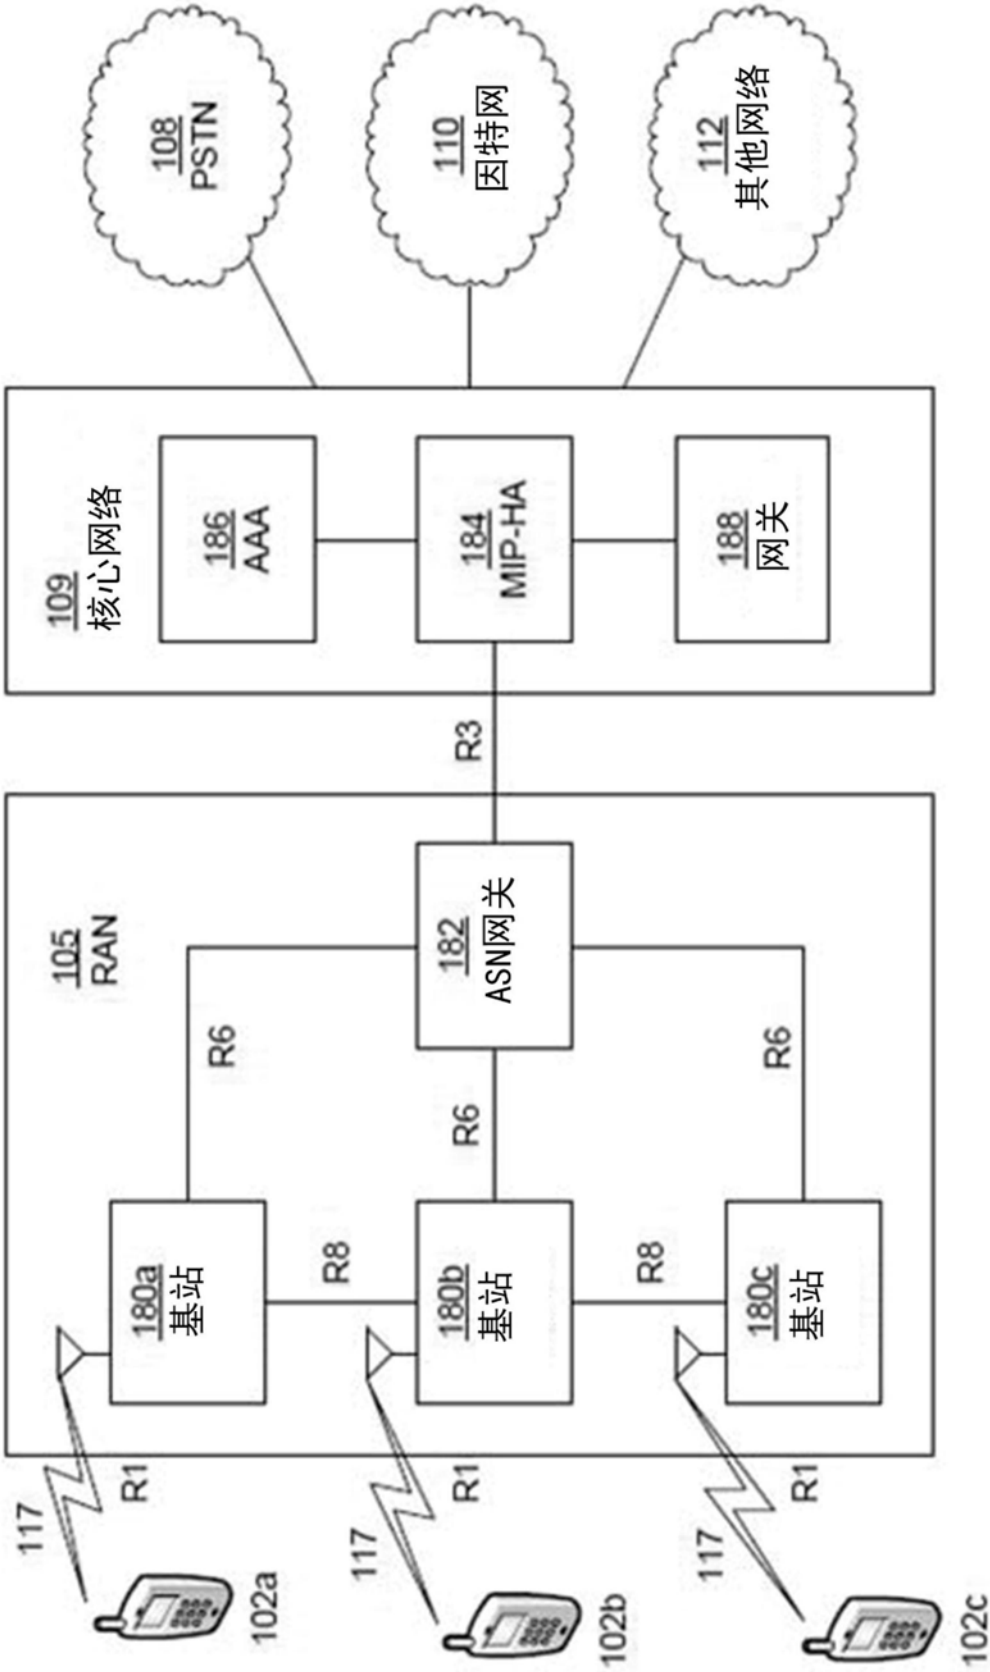 117
R1
102a
117
R1
102b
117
R1
102c
105
RAN
180a
基站
R8
180b
基站
R8
180c
基站
R6
R6
R6
182
ASN网关
R3
109
核心网络
186
AAA
184
MIP-HA
188
网关
108
PSTN
110
因特网
112
其他网络